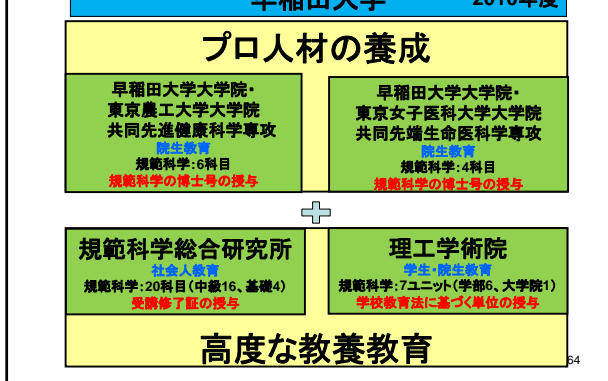 早稲田大学 2010年度
プロ人材の養成
早稲田大学大学院・
東京農工大学大学院
共同先進健康科学専攻
院生教育
規範科学:6科目
規範科学の博士号の授与
早稲田大学大学院・
東京女子医科大学大学院
共同先端生命医科学専攻
院生教育
規範科学:4科目
規範科学の博士号の授与
規範科学総合研究所
社会人教育
規範科学:20科目(中級16、基礎4)
受講修了証の授与
理工学術院
学生・院生教育
規範科学:7ユニット(学部6、大学院1)
学校教育法に基づく単位の授与
高度な教養教育
64